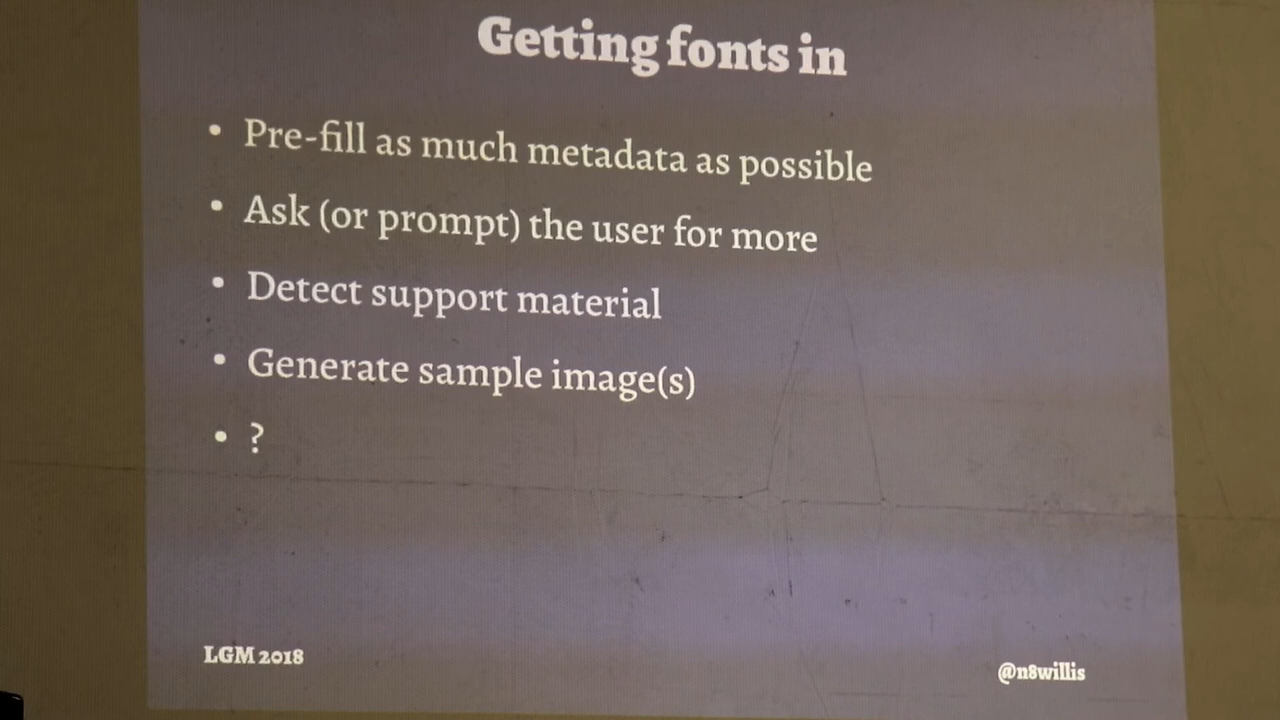 Getting fonts in
• Pre-fill as much metadata as possible
• Ask (or prompt) the user for more
• Detect support material
• Generate sample image(s)
• ?
LGM 2018
@n8willis